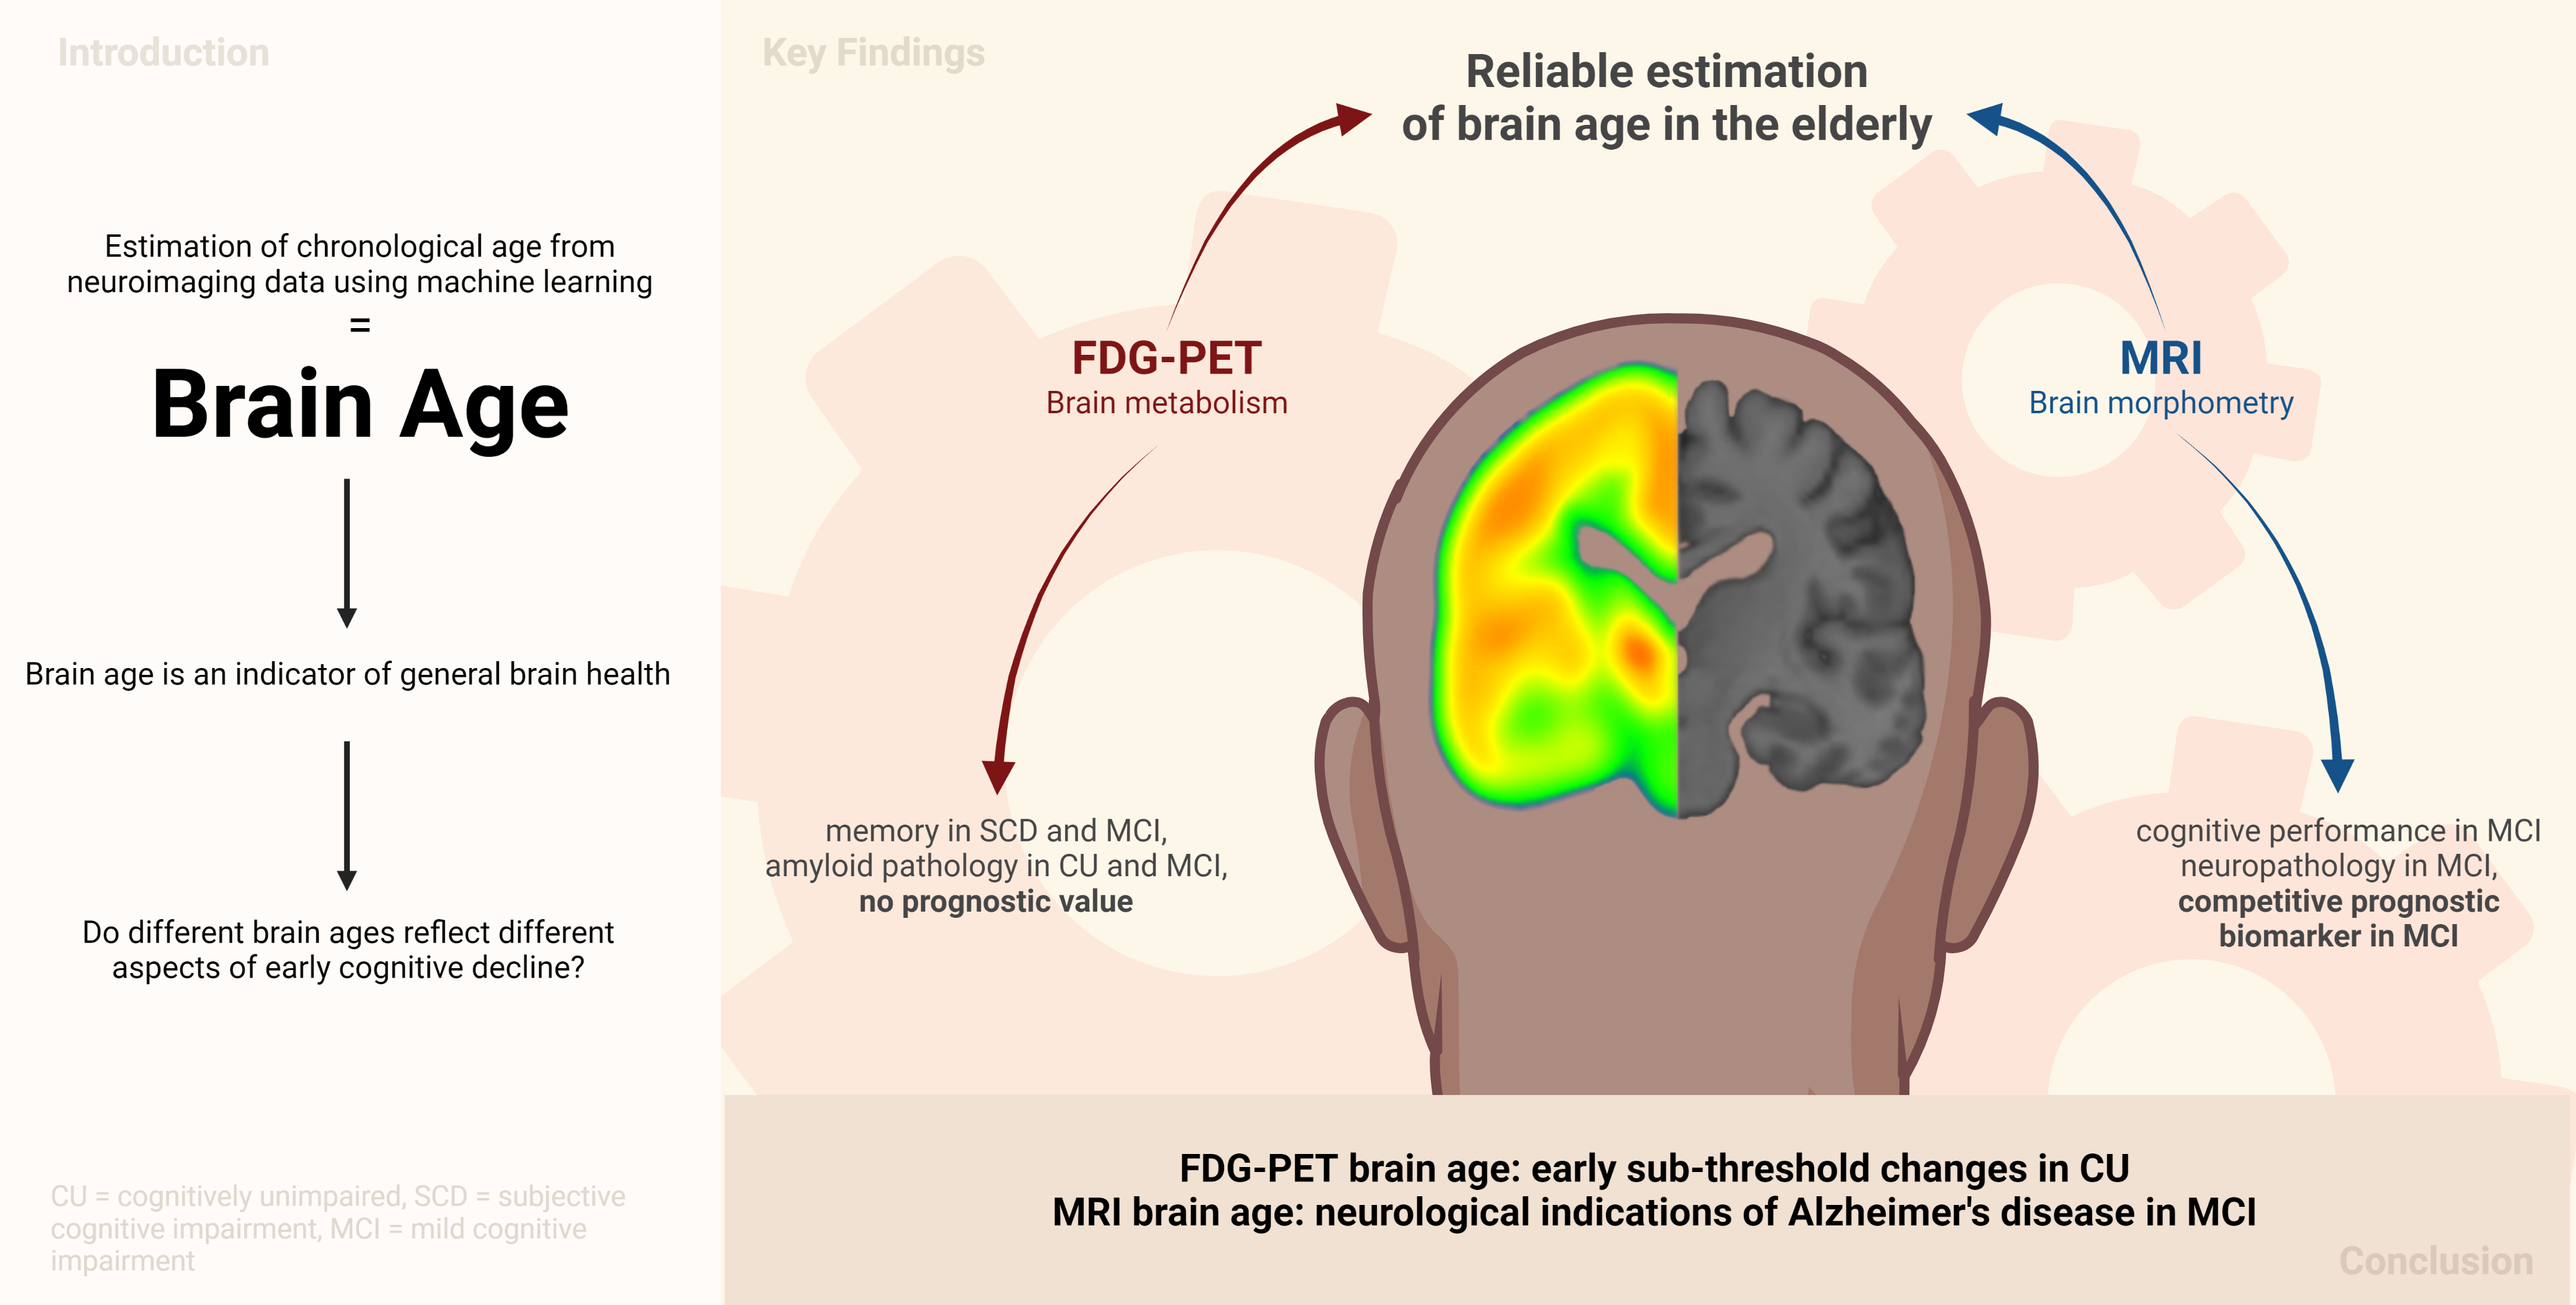 Introduction
Estimation of chronological age from
neuroimaging data using machine learning
=
Brain Age
Brain age is an indicator of general brain health
Do different brain ages reflect different
aspects of early cognitive decline?
CU = cognitively unimpaired, SCD = subjective
cognitive impairment, MCI = mild cognitive
impairment
Key Findings
Reliable estimation
of brain age in the elderly
FDG-PET
Brain metabolism
MRI
Brain morphometry
memory in SCD and MCI,
amyloid pathology in CU and MCI,
no prognostic value
cognitive performance in MCI
neuropathology in MCI,
competitive prognostic
biomarker in MCI
FDG-PET brain age: early sub-threshold changes in CU
MRI brain age: neurological indications of Alzheimer's disease in MCI
Conclusion